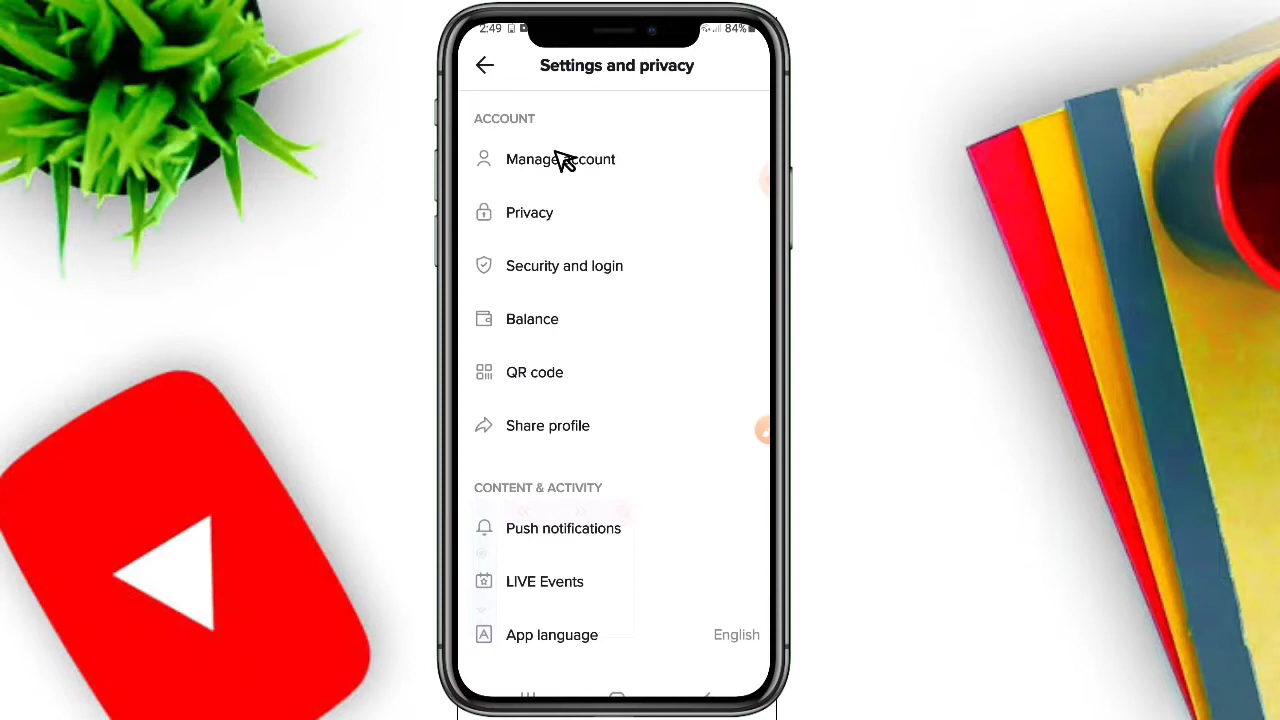 2:49 84%
Settings and privacy
ACCOUNT
Manage account
Privacy
Security and login
Balance
QR code
Share profile
CONTENT & ACTIVITY
Push notifications
LIVE Events
App language English